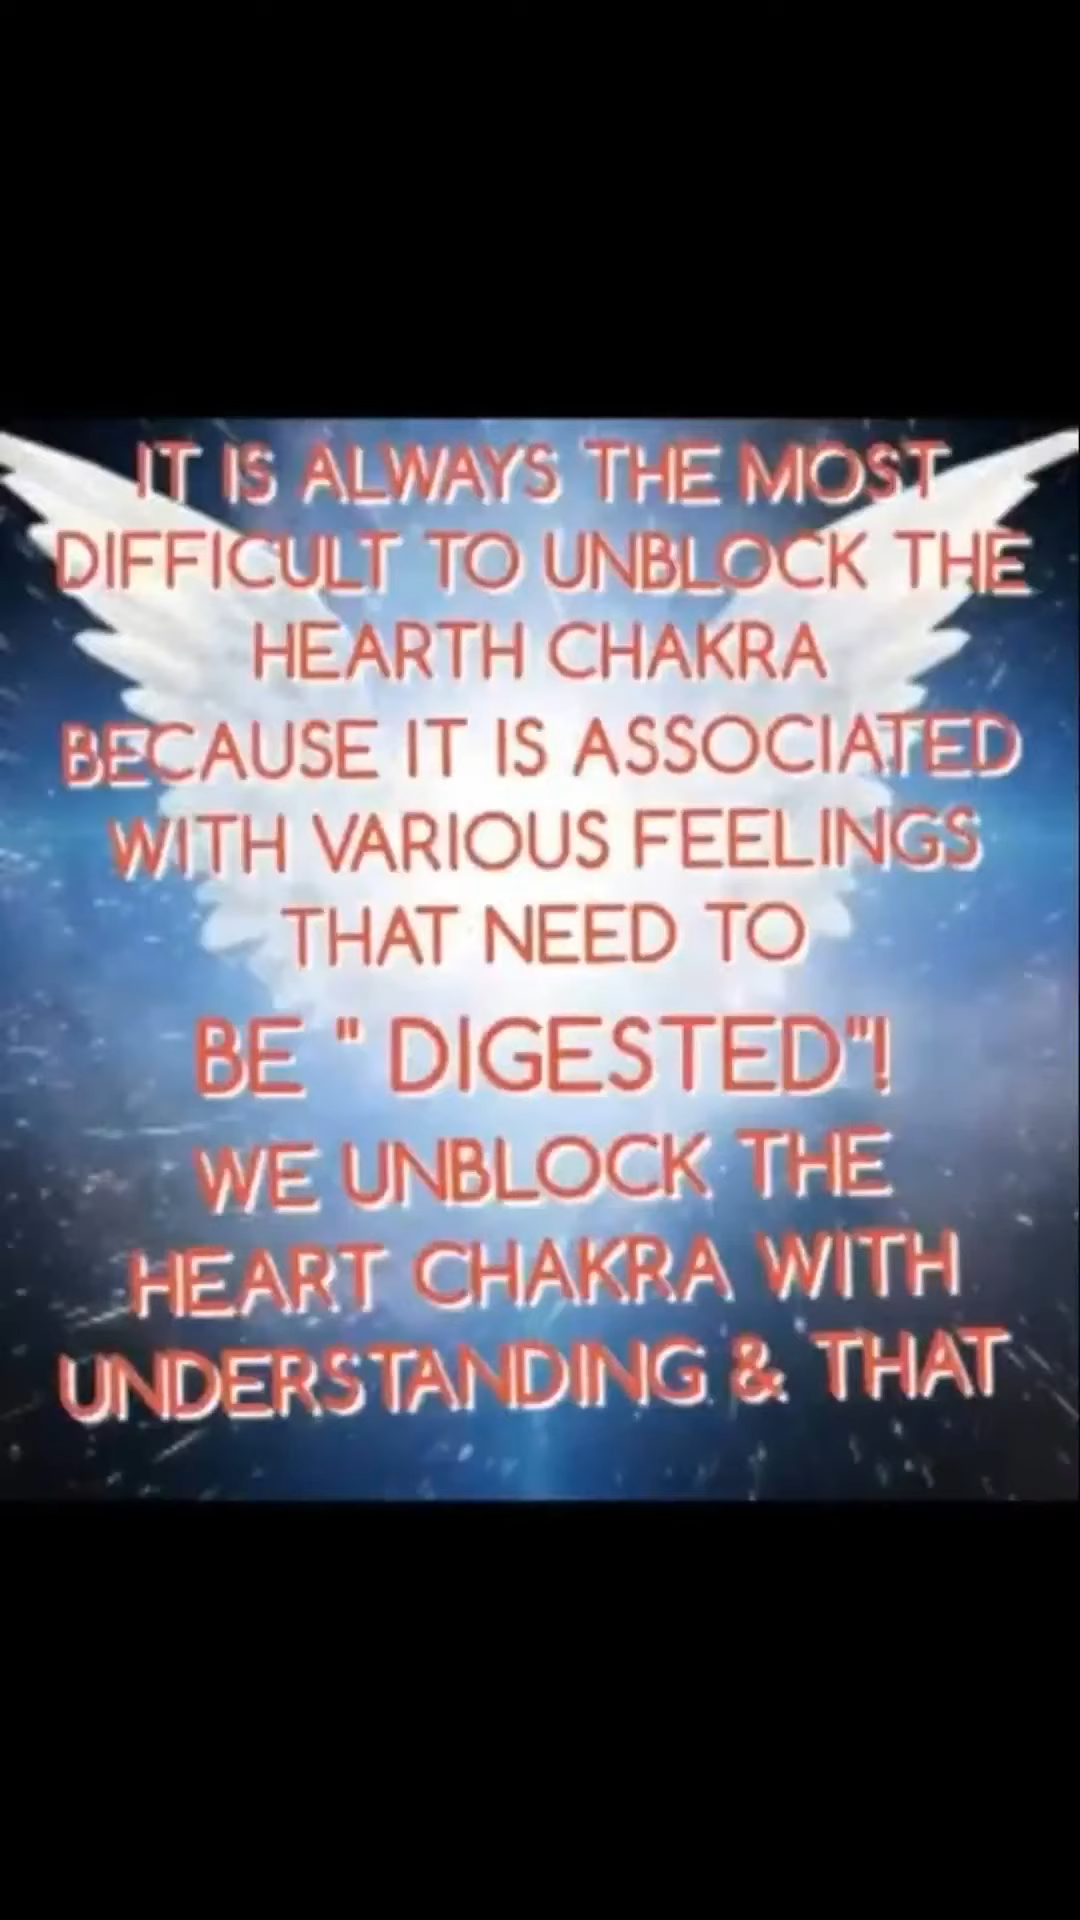 IT IS ALWAYS THE MOST
DIFFICULT TO UNBLOCK THE
HEARTH CHAKRA
BECAUSE IT IS ASSOCIATED
WITH VARIOUS FEELINGS
THAT NEED TO
BE " DIGESTED"!
WE UNBLOCK THE
HEART CHAKRA WITH
UNDERSTANDING & THAT